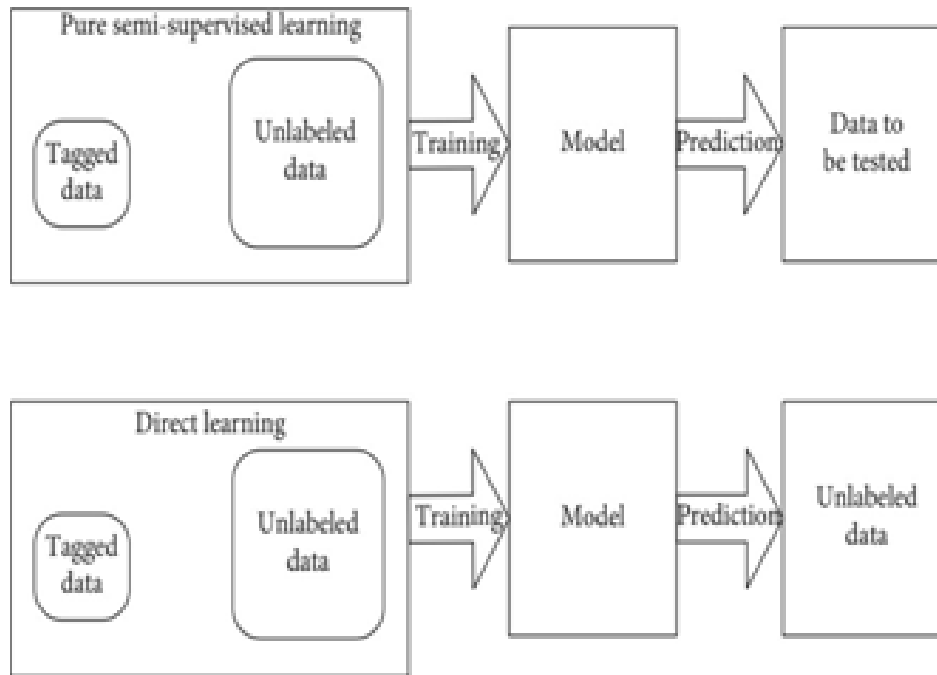 Pure semi-supervised learning
Tagged
data
Unlabeled
data
Training
Model
Prediction
Data to
be tested
Direct learning
Tagged
data
Unlabeled
data
Training
Model
Prediction
Unlabeled
data